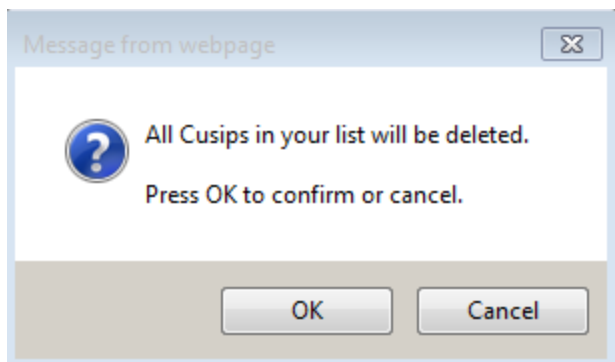 Message from webpage
All Cusips in your list will be deleted.
Press OK to confirm or cancel.
OK
Cancel